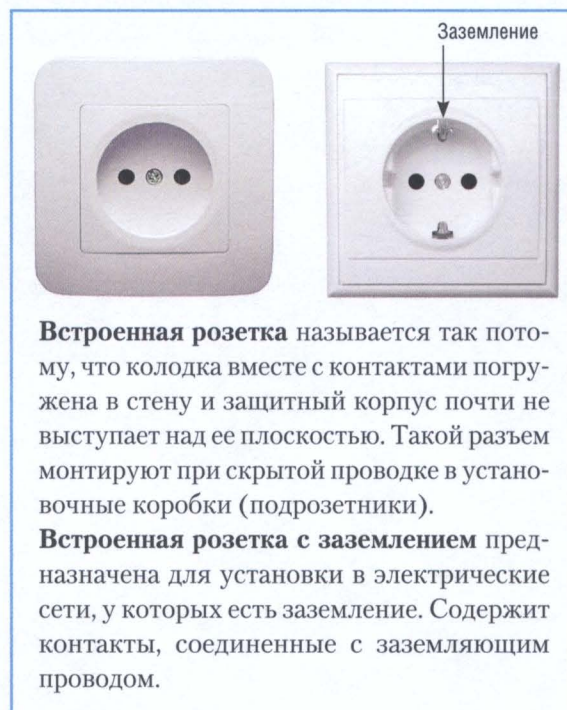 Заземление
Встроенная розетка называется так пото-
му, что колодка вместе с контактами погру-
жена в стену и защитный корпус почти не
выступает над ее плоскостью. Такой разъем
монтируют при скрытой проводке в устано-
вочные коробки (подрозетники).
Встроенная розетка с заземлением пред-
назначена для установки в электрические
сети, у которых есть заземление. Содержит
контакты, соединенные с заземляющим
проводом.